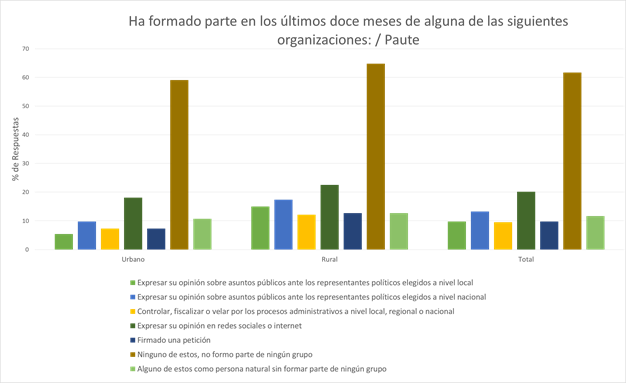 Ha formado parte en los últimos doce meses de alguna de las siguientes
organizaciones: / Paute
70
60
50
40
30
20
10
0
% de Respuestas
Urbano
Rural
Total
Expresar su opinión sobre asuntos públicos ante los representantes políticos elegidos a nivel local
Expresar su opinión sobre asuntos públicos ante los representantes políticos elegidos a nivel nacional
Controlar, fiscalizar o velar por los procesos administrativos a nivel local, regional o nacional
Expresar su opinión en redes sociales o internet
Firmado una petición
Ninguno de estos, no formo parte de ningún grupo
Alguno de estos como persona natural sin formar parte de ningún grupo